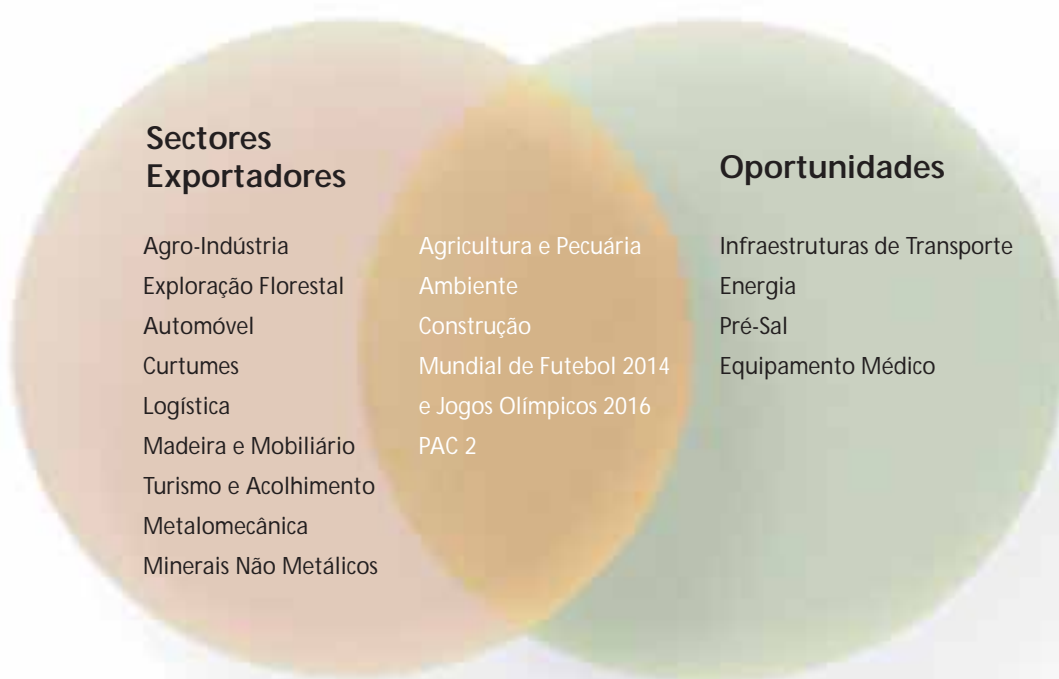 Sectores
Exportadores
Agro-Indústria
Exploração Florestal
Automóvel
Curtumes
Logística
Madeira e Mobiliário
Turismo e Acolhimento
Metalomecânica
Minerais Não Metálicos
Agricultura e Pecuária
Ambiente
Construção
Mundial de Futebol 2014
e Jogos Olímpicos 2016
PAC 2
Oportunidades
Infraestruturas de Transporte
Energia
Pré-Sal
Equipamento Médico